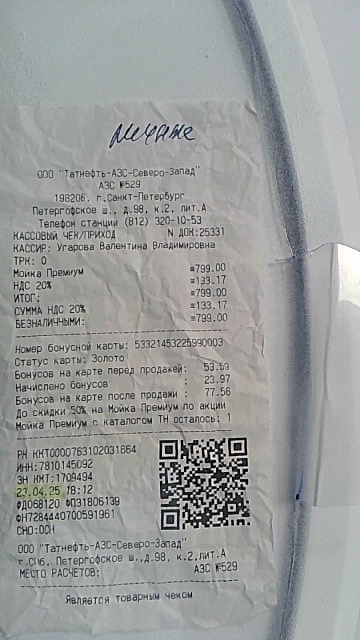 ООО "Татнефть-АЗС-Северо-Запад"
АЗС №529
198206, г.Санкт-Петербург
Петергофское ш., д.98, к.2, лит.А
Телефон станции (812) 320-10-53
КАССОВЫЙ ЧЕК/ПРИХОД N ДОК:25331
КАССИР: Угарова Валентина Владимировна
ТРК: 0
Мойка Премиум =799.00
НДС 20% =133.17
ИТОГ: =799.00
СУММА НДС 20% =133.17
БЕЗНАЛИЧНЫМИ: =799.00
Номер бонусной карты: 53321453225990003
Статус карты: Золото
Бонусов на карте перед продажей: 53.59
Начислено бонусов : 23.97
Бонусов на карте после продажи : 77.56
До скидки 50% на Мойка Премиум по акции
Мойка Премиум с каталогом ТН осталось: 1
РН ККТ0000763102031664
ИНН:7810145092
ЗН ККТ:1709494
23.04.25 18:12
ФД068120 ФП31806139
ФН7284440700591961
СНО:ОСН
ООО "Татнефть-АЗС-Северо-Запад"
г.СПб, Петергофское ш.,д.98, к.2,лит.А
МЕСТО РАСЧЕТОВ: АЗС №529
Является товарным чеком